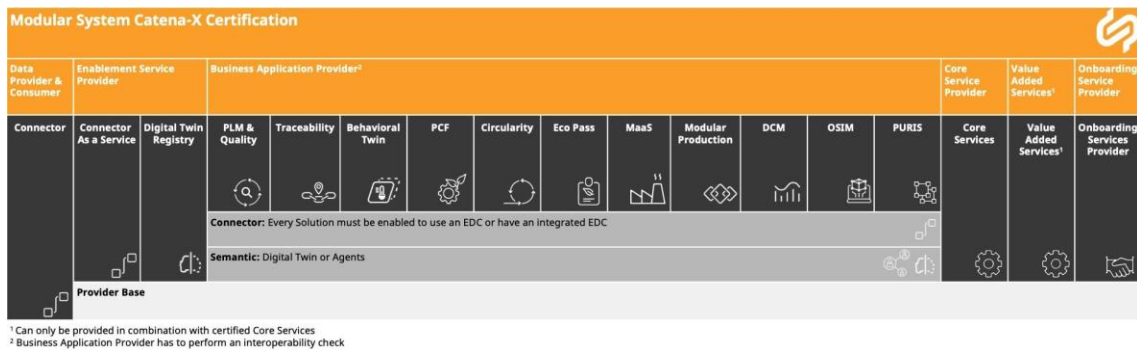 Modular System Catena-X Certification
Data
Provider &
Consumer
Enablement Service
Provider
Business Application Provider²
Core
Service
Provider
Value
Added
Services¹
Onboarding
Service
Provider
Connector
Connector
As a Service
Digital Twin
Registry
PLM &
Quality
Traceability
Behavioral
Twin
PCF
Circularity
Eco Pass
MaaS
Modular
Production
DCM
OSIM
PURIS
Core
Services
Value
Added
Services¹
Onboarding
Services
Provider
Connector: Every Solution must be enabled to use an EDC or have an integrated EDC
Semantic: Digital Twin or Agents
Provider Base
¹ Can only be provided in combination with certified Core Services
² Business Application Provider has to perform an interoperability check